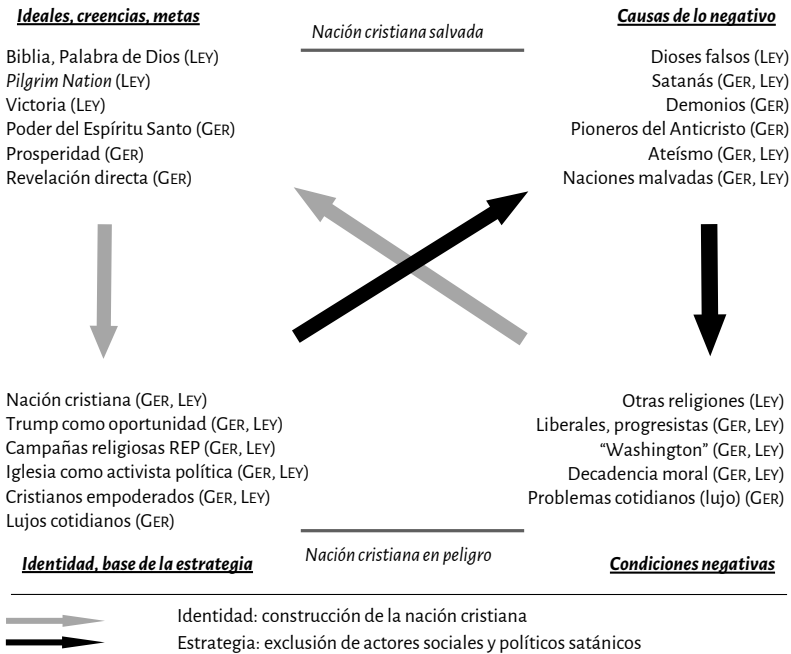 Ideales, creencias, metas
Biblia, Palabra de Dios (LEY)
Pilgrim Nation (LEY)
Victoria (LEY)
Poder del Espíritu Santo (GER)
Prosperidad (GER)
Revelación directa (GER)
Nación cristiana salvada
Causas de lo negativo
Dioses falsos (LEY)
Satanás (GER, LEY)
Demonios (GER)
Pioneros del Anticristo (GER)
Ateísmo (GER, LEY)
Naciones malvadas (GER, LEY)
Nación cristiana (GER, LEY)
Trump como oportunidad (GER, LEY)
Campañas religiosas REP (GER, LEY)
Iglesia como activista política (GER, LEY)
Cristianos empoderados (GER, LEY)
Lujos cotidianos (GER)
Identidad, base de la estrategia
Nación cristiana en peligro
Otras religiones (LEY)
Liberales, progresistas (GER, LEY)
“Washington” (GER, LEY)
Decadencia moral (GER, LEY)
Problemas cotidianos (lujo) (GER)
Condiciones negativas
Identidad: construcción de la nación cristiana
Estrategia: exclusión de actores sociales y políticos satánicos